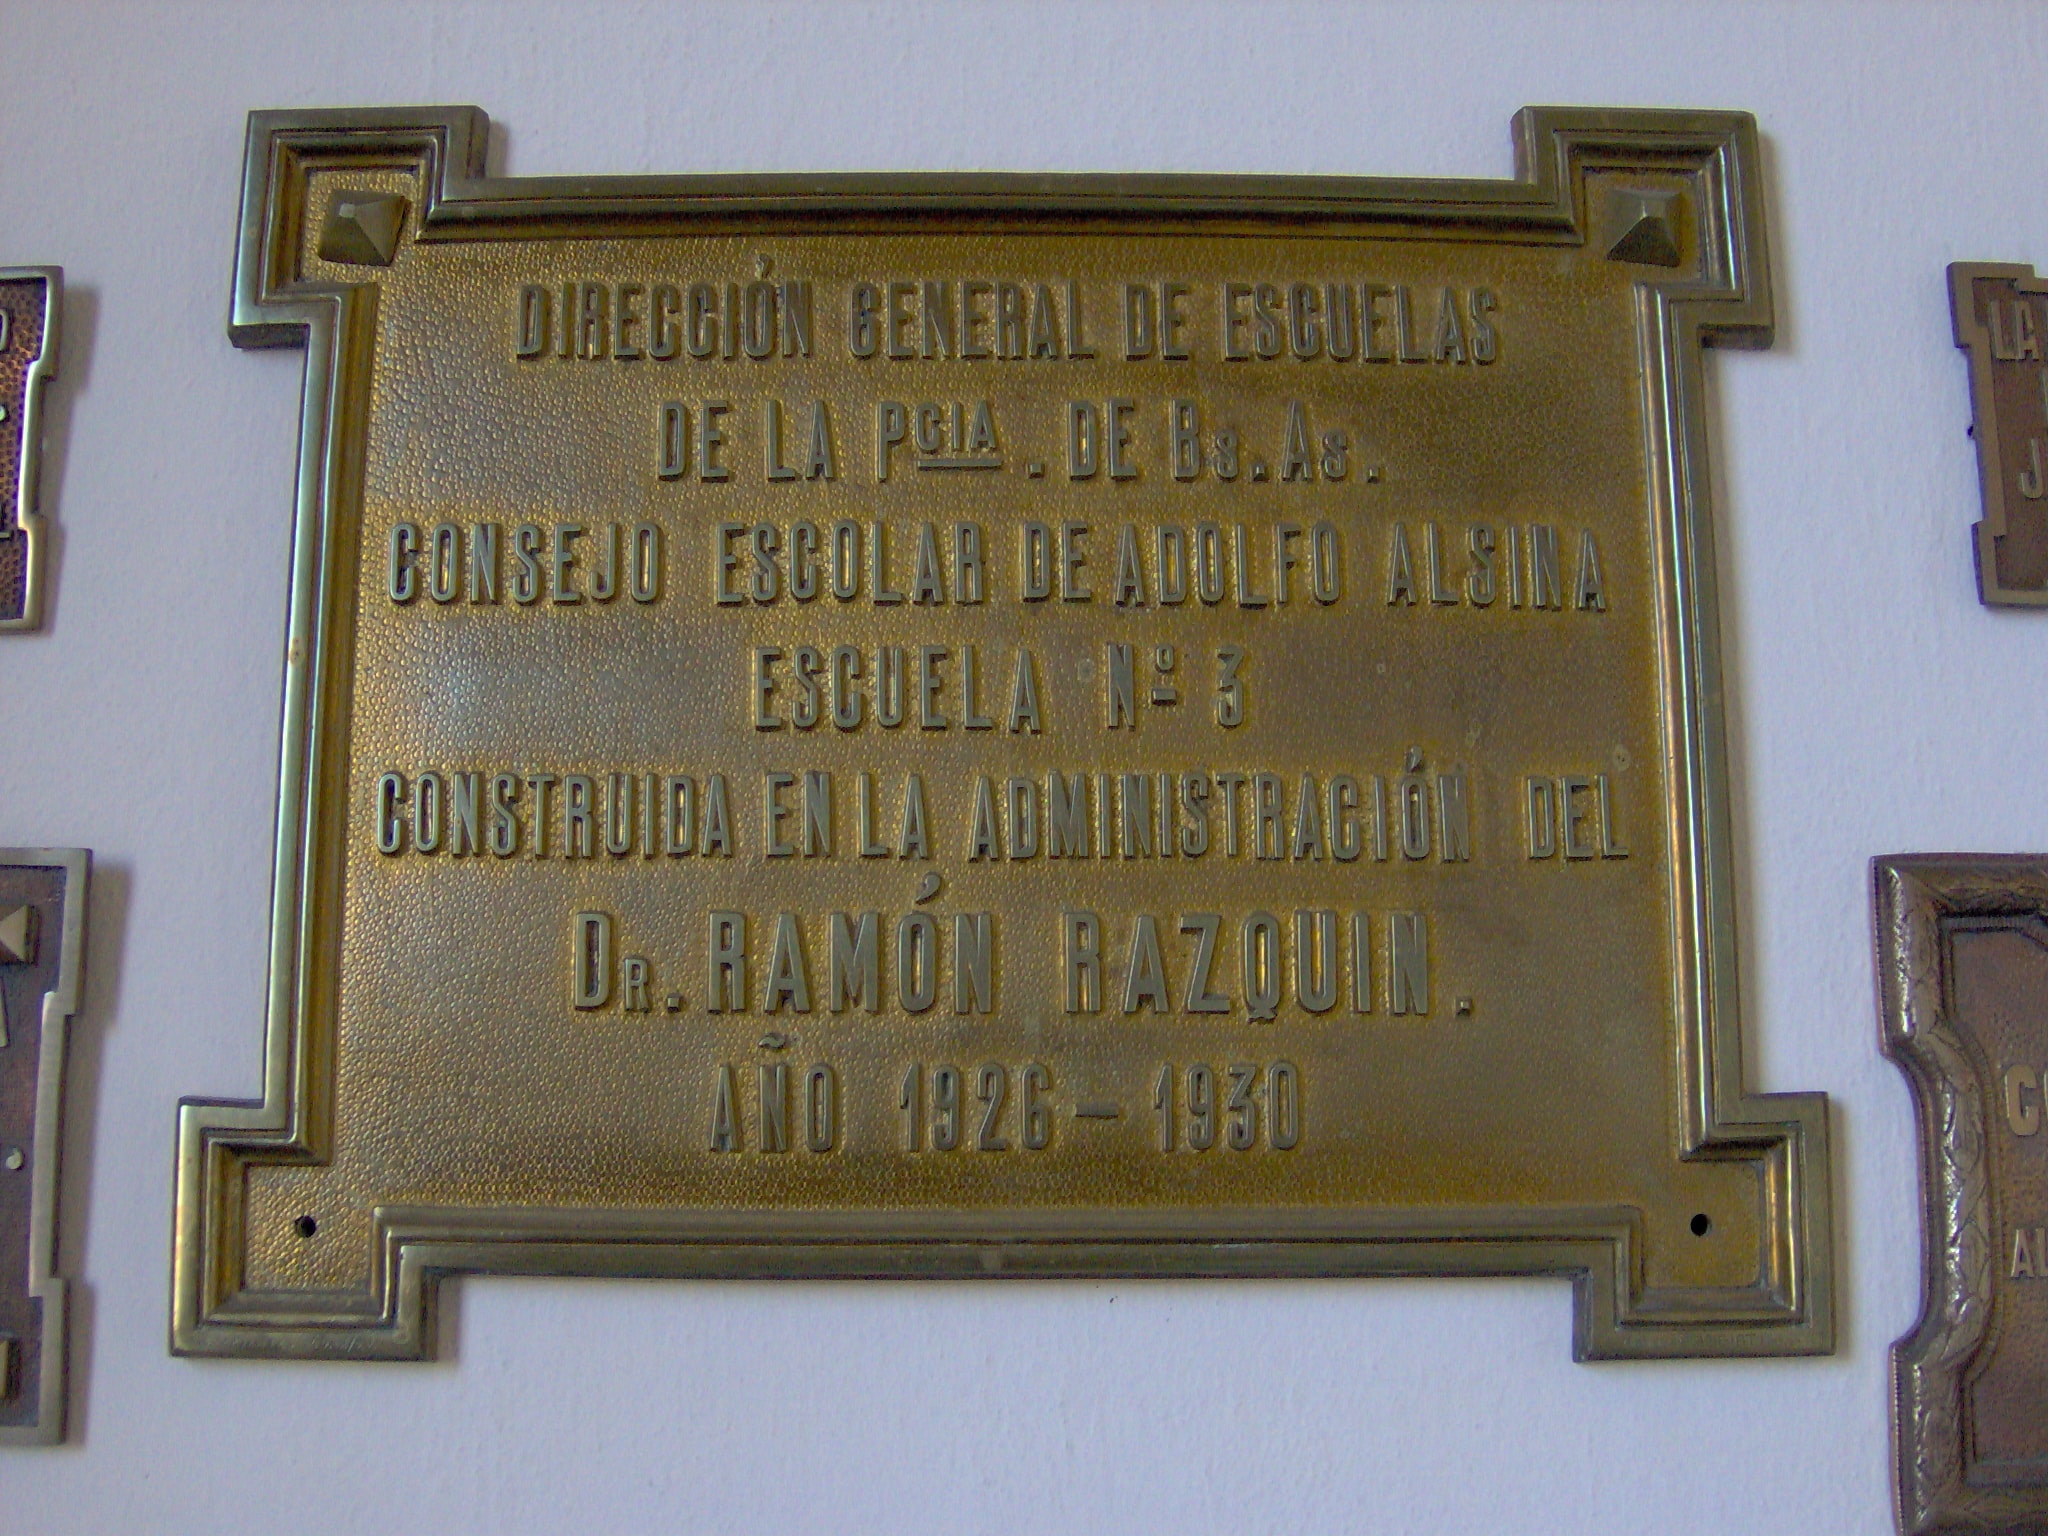 DIRECCIÓN GENERAL DE ESCUELAS
DE LA PCIA. DE Bs. As.
CONSEJO ESCOLAR DE ADOLFO ALSINA
ESCUELA Nº 3
CONSTRUIDA EN LA ADMINISTRACIÓN DEL
DR. RAMÓN RAZQUIN.
AÑO 1926 - 1930
LA